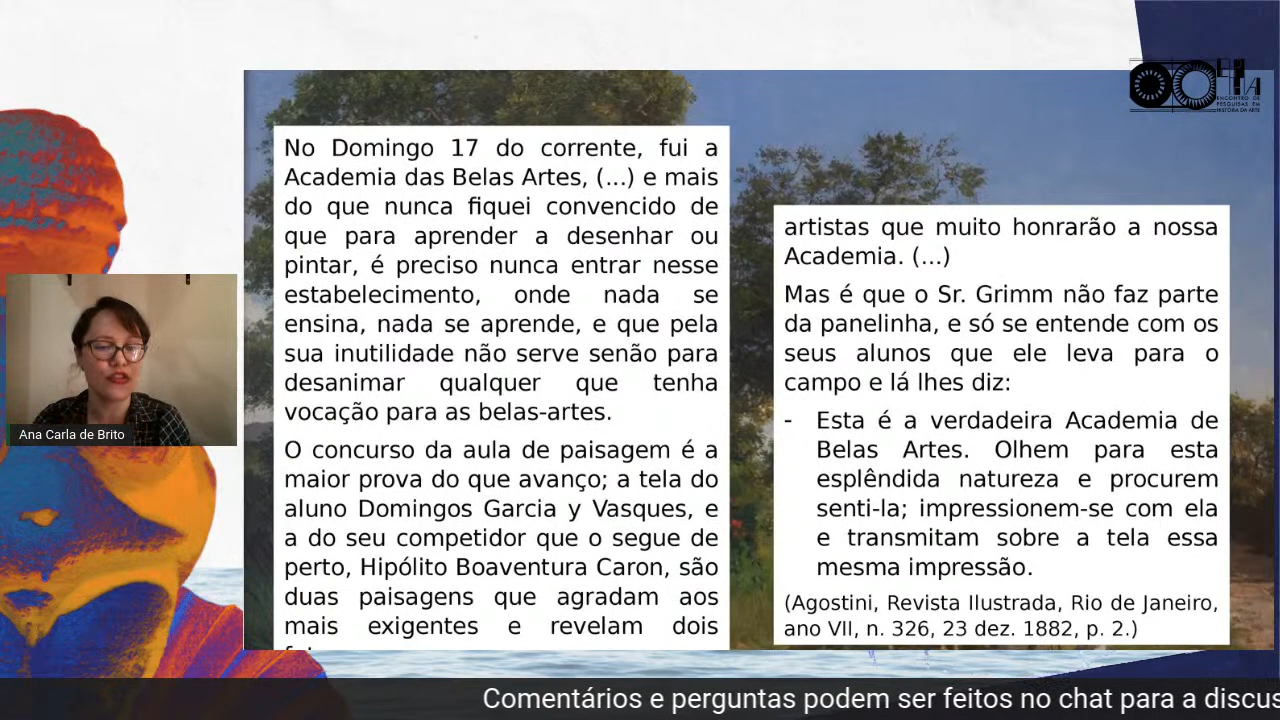 No Domingo 17 do corrente, fui a
Academia das Belas Artes, (...) e mais
do que nunca fiquei convencido de
que para aprender a desenhar ou
pintar, é preciso nunca entrar nesse
estabelecimento, onde nada se
ensina, nada se aprende, e que pela
sua inutilidade não serve senão para
desanimar qualquer que tenha
vocação para as belas-artes.
O concurso da aula de paisagem é a
maior prova do que avanço; a tela do
aluno Domingos Garcia y Vasques, e
a do seu competidor que o segue de
perto, Hipólito Boaventura Caron, são
duas paisagens que agradam aos
mais exigentes e revelam dois
artistas que muito honrarão a nossa
Academia. (...)
Mas é que o Sr. Grimm não faz parte
da panelinha, e só se entende com os
seus alunos que ele leva para o
campo e lá lhes diz:
- Esta é a verdadeira Academia de
Belas Artes. Olhem para esta
esplêndida natureza e procurem
senti-la; impressionem-se com ela
e transmitam sobre a tela essa
mesma impressão.
(Agostini, Revista Ilustrada, Rio de Janeiro,
ano VII, n. 326, 23 dez. 1882, p. 2.)
ENCONTRO DE
PESQUISAS EM
HISTÓRIA DA ARTE
Ana Carla de Brito
Comentários e perguntas podem ser feitos no chat para a discus